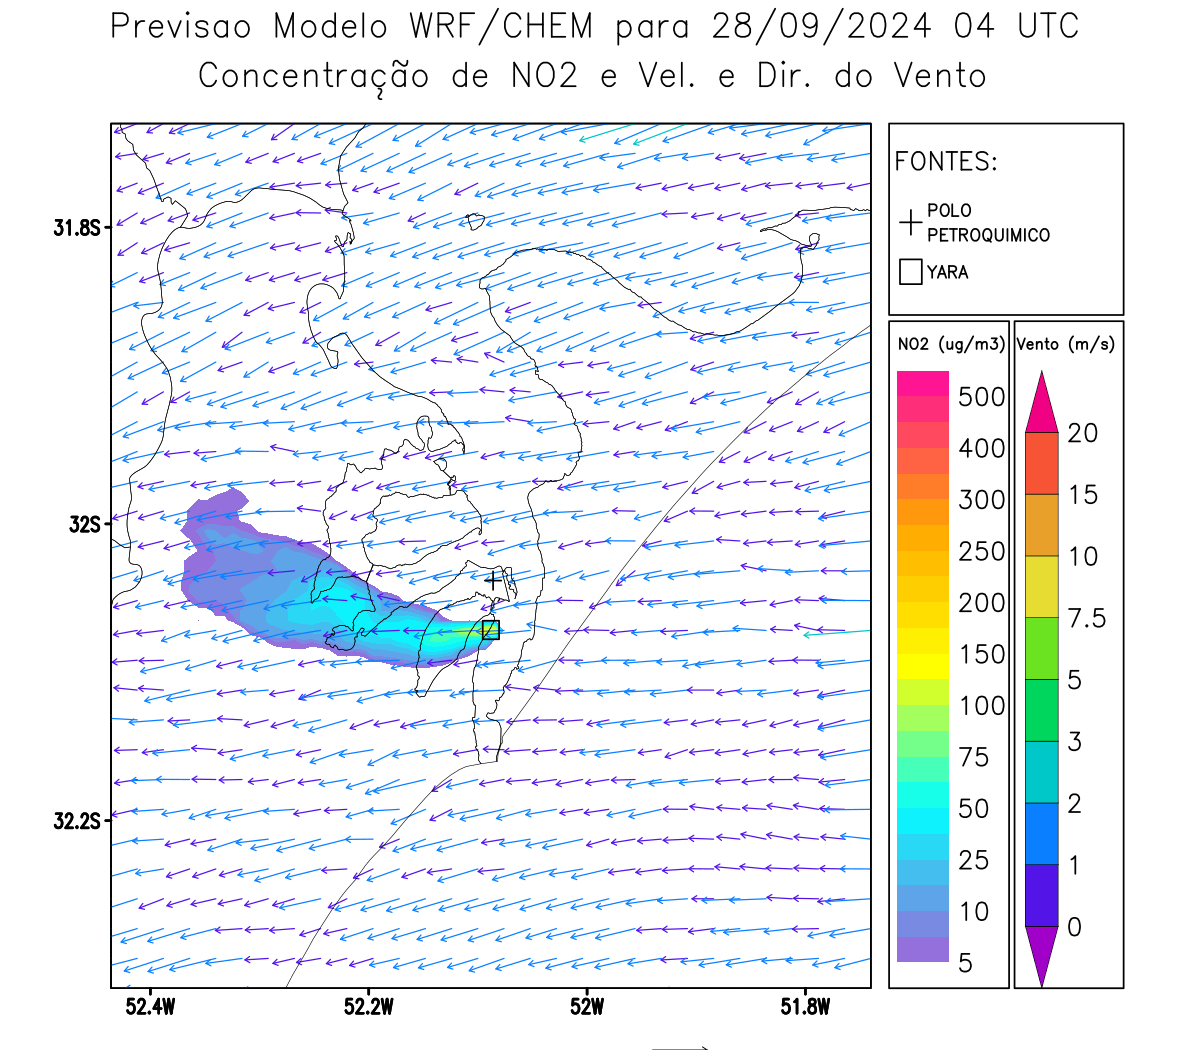 Previsao Modelo WRF/CHEM para 28/09/2024 04 UTC
Concentração de NO2 e Vel. e Dir. do Vento
FONTES:
POLO
PETROQUIMICO
YARA
NO2 (ug/m3)
500
400
300
250
200
150
100
75
50
25
10
5
Vento (m/s)
20
15
10
7.5
5
3
2
1
0
31.8S
32S
32.2S
52.4W
52.2W
52W
51.8W